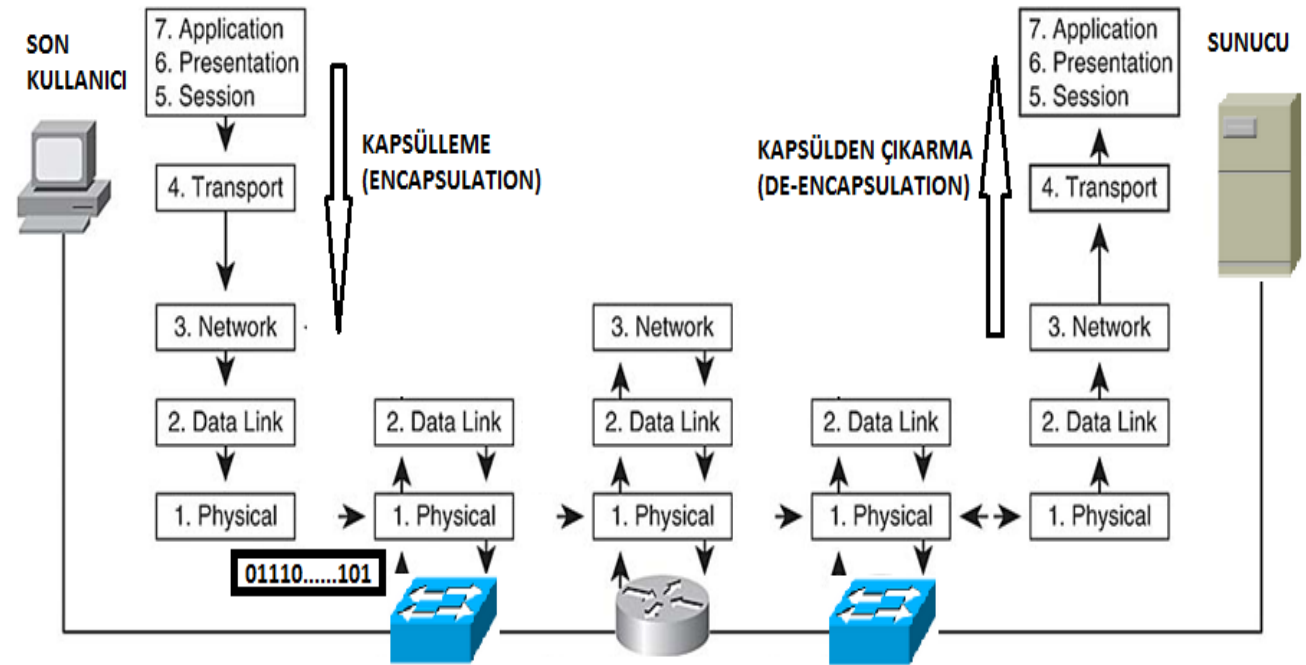 SON
KULLANICI
7. Application
6. Presentation
5. Session
KAPSÜLLEME
(ENCAPSULATION)
4. Transport
3. Network
2. Data Link
1. Physical
01110......101
2. Data Link
1. Physical
3. Network
2. Data Link
1. Physical
2. Data Link
1. Physical
KAPSÜLDEN ÇIKARMA
(DE-ENCAPSULATION)
7. Application
6. Presentation
5. Session
4. Transport
3. Network
2. Data Link
1. Physical
SUNUCU